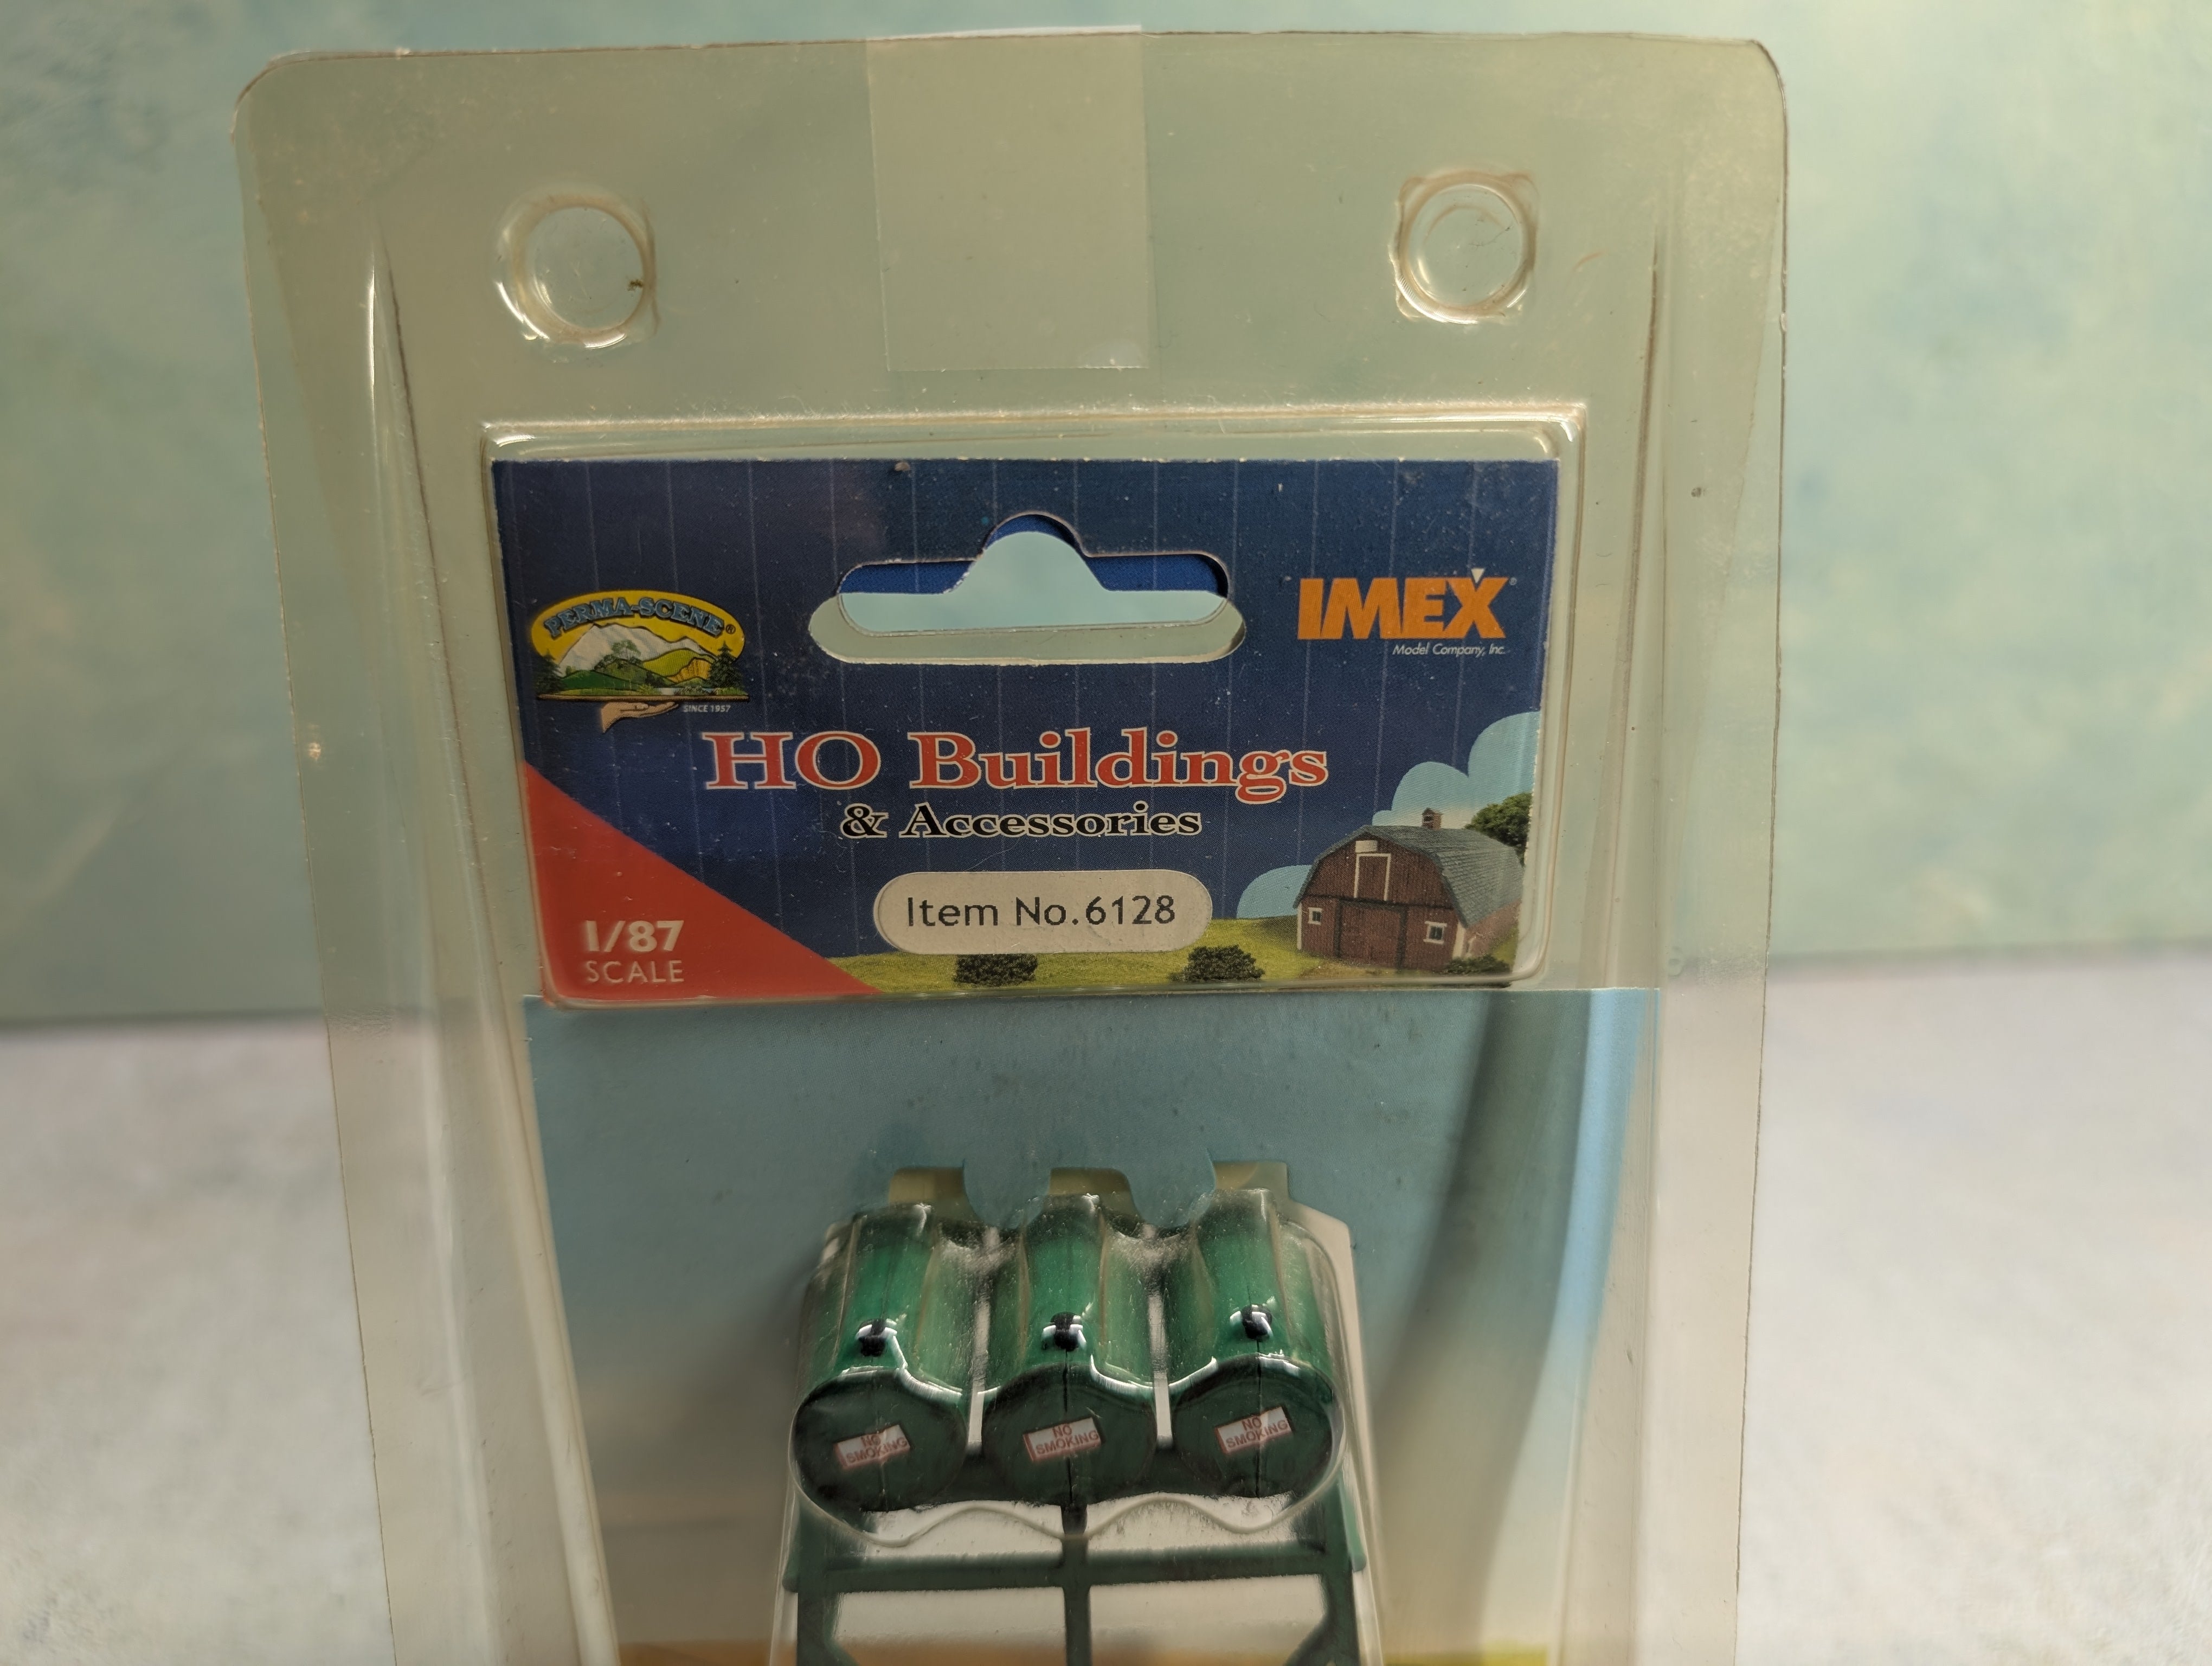 PERMA-SCENE®
SINCE 1957
IMEX®
Model Company, Inc.
HO Buildings
& Accessories
Item No.6128
1/87
SCALE
NO
SMOKING
NO
SMOKING
NO
SMOKING